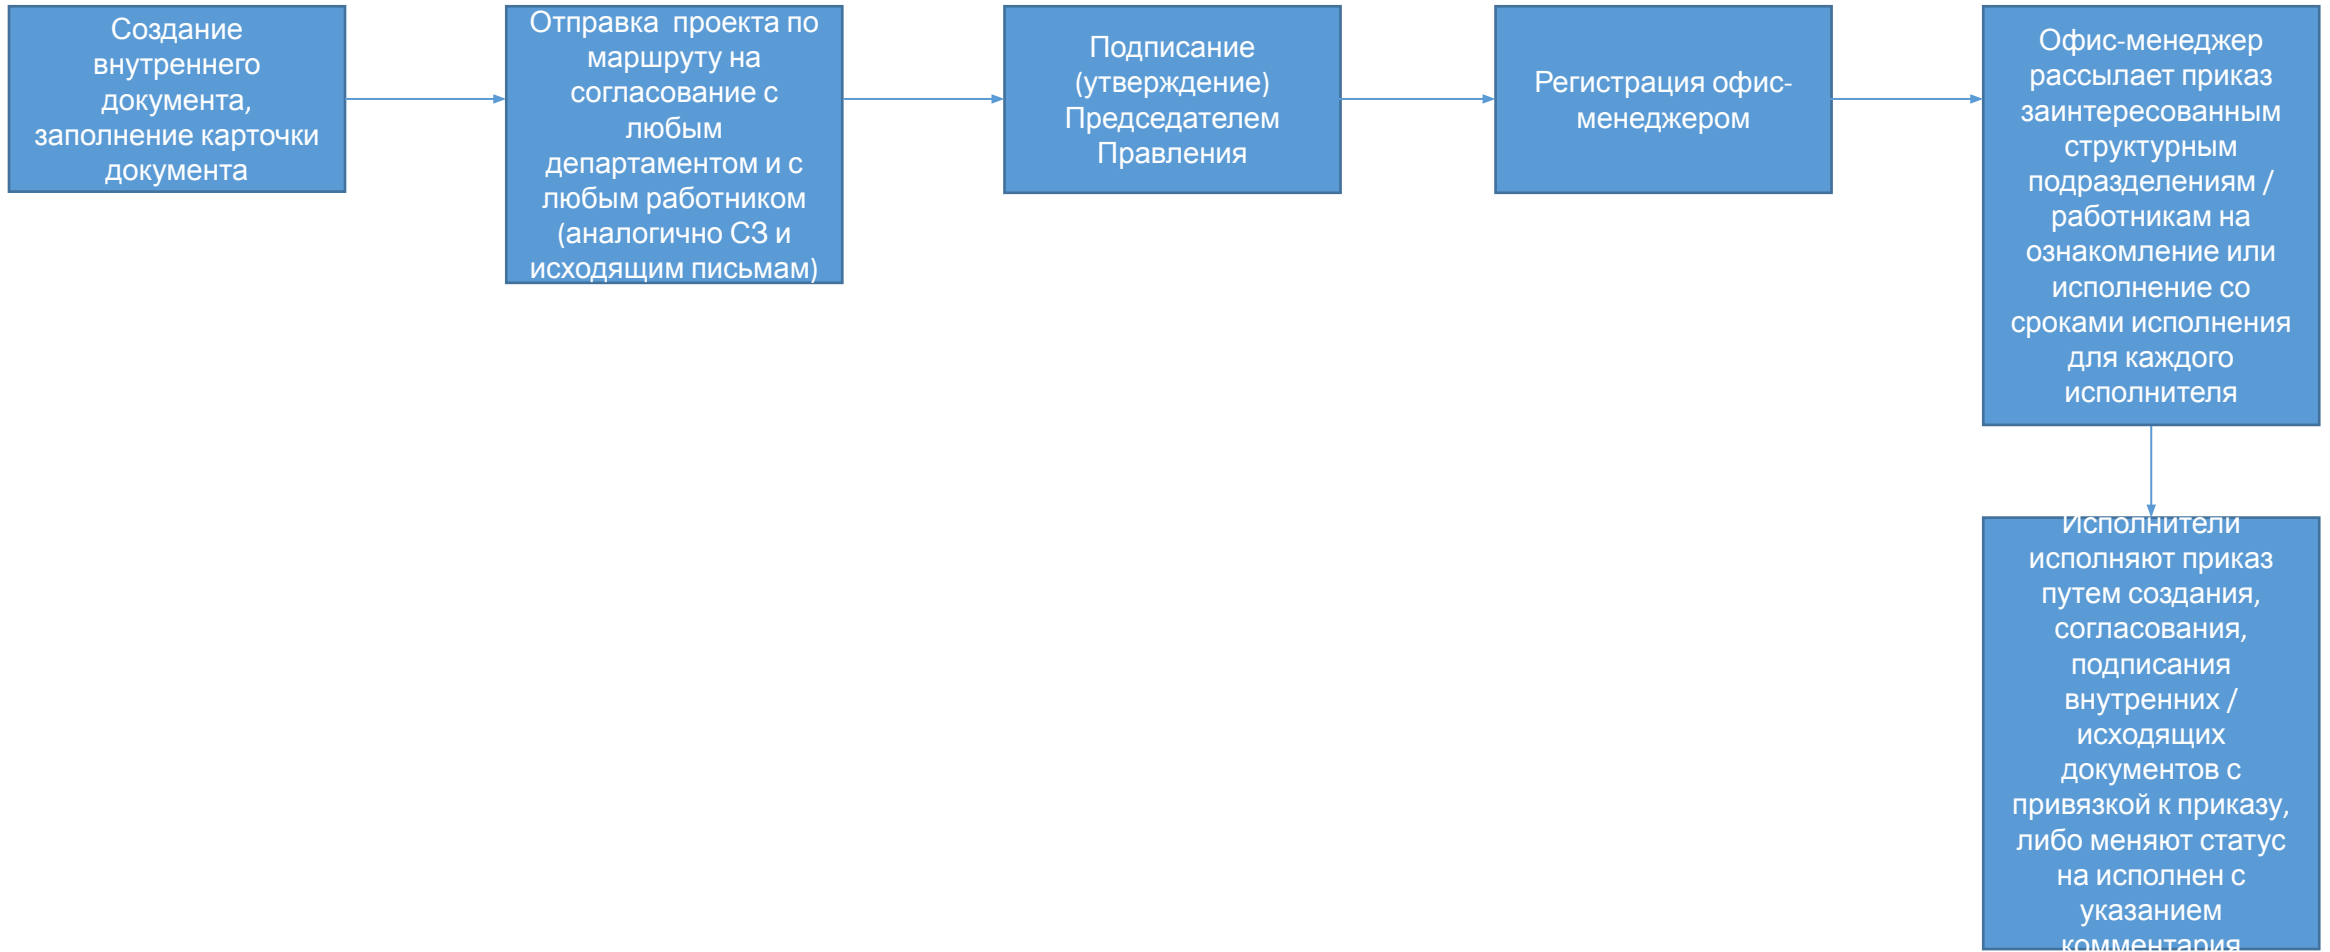 Создание
внутреннего
документа,
заполнение карточки
документа
Отправка  проекта по
маршруту на
согласование с
любым
департаментом и с
любым работником
(аналогично СЗ и
исходящим письмам)
Подписание
(утверждение)
Председателем
Правления
Регистрация офис-
менеджером
Офис-менеджер
рассылает приказ
заинтересованным
структурным
подразделениям /
работникам на
ознакомление или
исполнение со
сроками исполнения
для каждого
исполнителя
Исполнители
исполняют приказ
путем создания,
согласования,
подписания
внутренних /
исходящих
документов с
привязкой к приказу,
либо меняют статус
на исполнен с
указанием
комментария